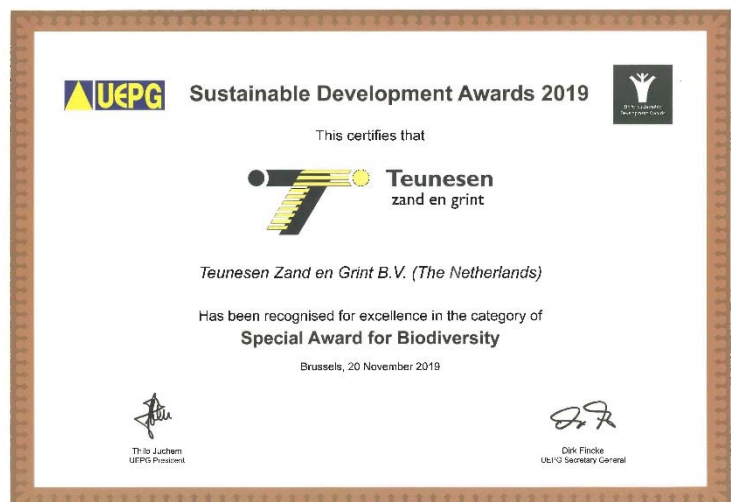 UEPG
Sustainable Development Awards 2019
This certifies that
Teunesen
zand en grint
Teunesen Zand en Grint B.V. (The Netherlands)
Has been recognised for excellence in the category of
Special Award for Biodiversity
Brussels, 20 November 2019
Thilo Juchem
UEPG President
Dirk Fincke
UEPG Secretary General